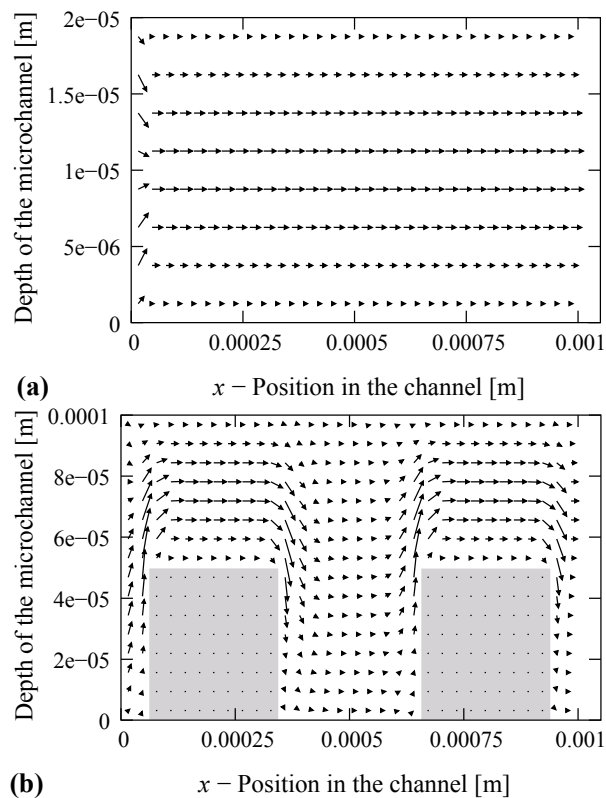 Depth of the microchannel [m]
2e-05
1.5e-05
1e-05
5e-06
0
0
0.00025
0.0005
0.00075
0.001
(a)
x − Position in the channel [m]
Depth of the microchannel [m]
0.0001
8e-05
6e-05
4e-05
2e-05
0
0
0.00025
0.0005
0.00075
0.001
(b)
x − Position in the channel [m]